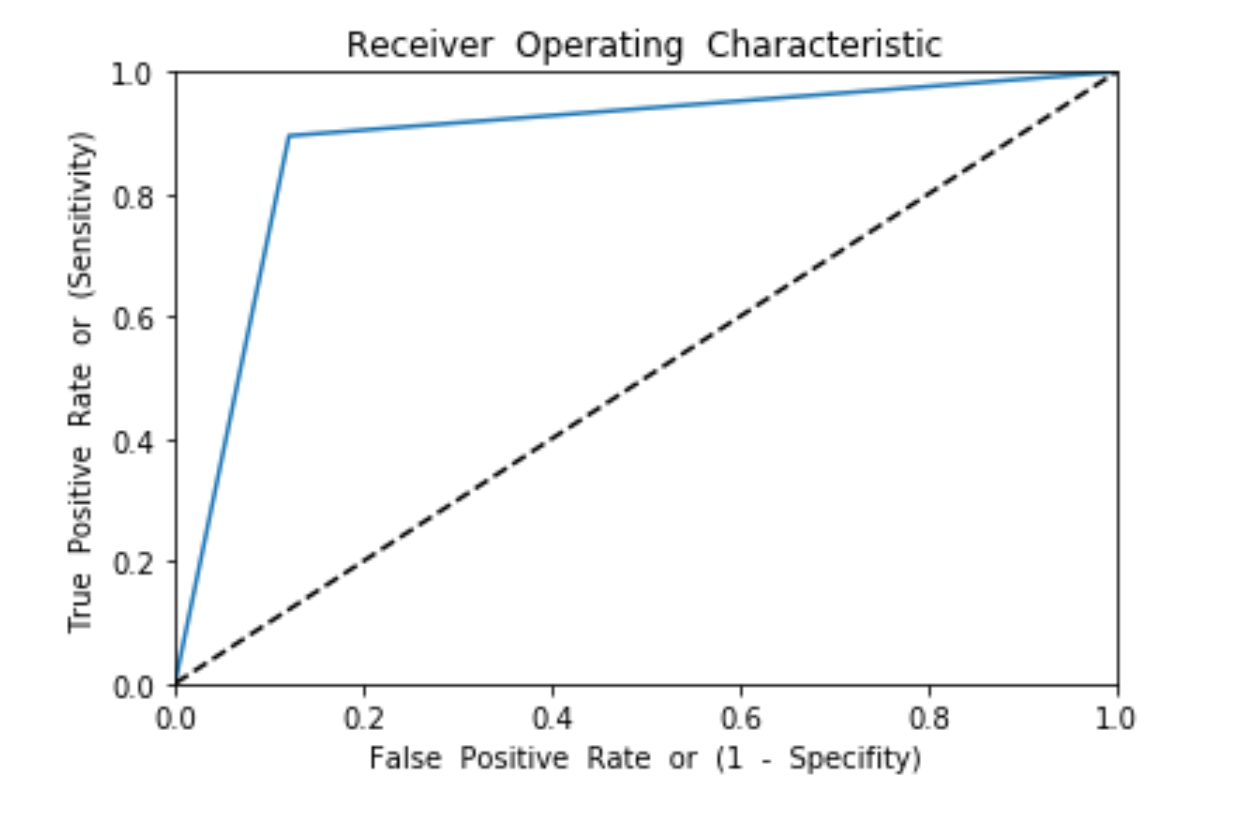 Receiver Operating Characteristic
1.0
0.8
0.6
0.4
0.2
0.0
True Positive Rate or (Sensitivity)
0.0 0.2 0.4 0.6 0.8 1.0
False Positive Rate or (1 - Specifity)